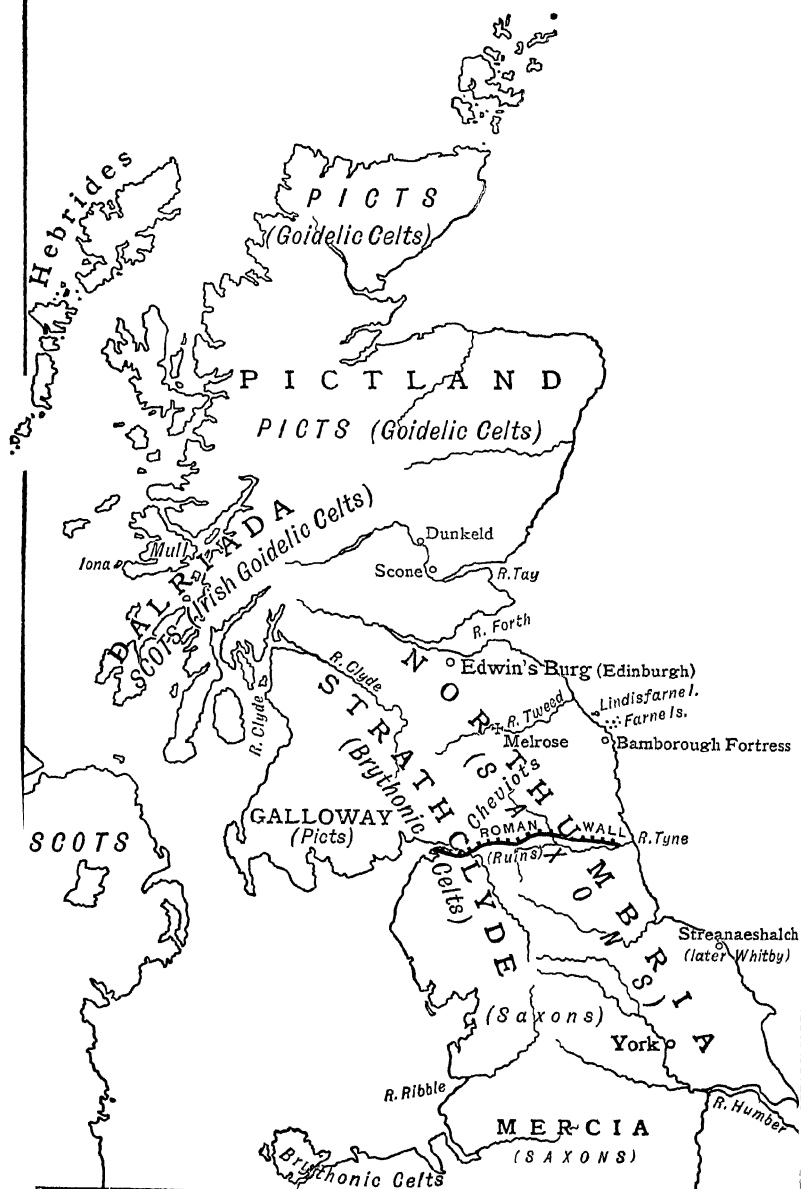 Hebrides
PICTS
(Goidelic Celts)
PICTLAND
PICTS (Goidelic Celts)
DALRIADA
SCOTS (Irish Goidelic Celts)
Dunkeld
Mull
Iona
Scone
R. Tay
R. Forth
NORTHUMBRIA
(SAXONS)
Edwin's Burg (Edinburgh)
R. Clyde
R. Clyde
STRATHCLYDE
(Brythonic Celts)
Lindisfarne I.
Farne Is.
R. Tweed
Melrose
Bamborough Fortress
Cheviots
GALLOWAY
(Picts)
ROMAN WALL
(Ruins)
R. Tyne
SCOTS
Streanaeshalch
(later Whitby)
(Saxons)
York
R. Ribble
R. Humber
MERCIA
(SAXONS)
Brythonic Celts